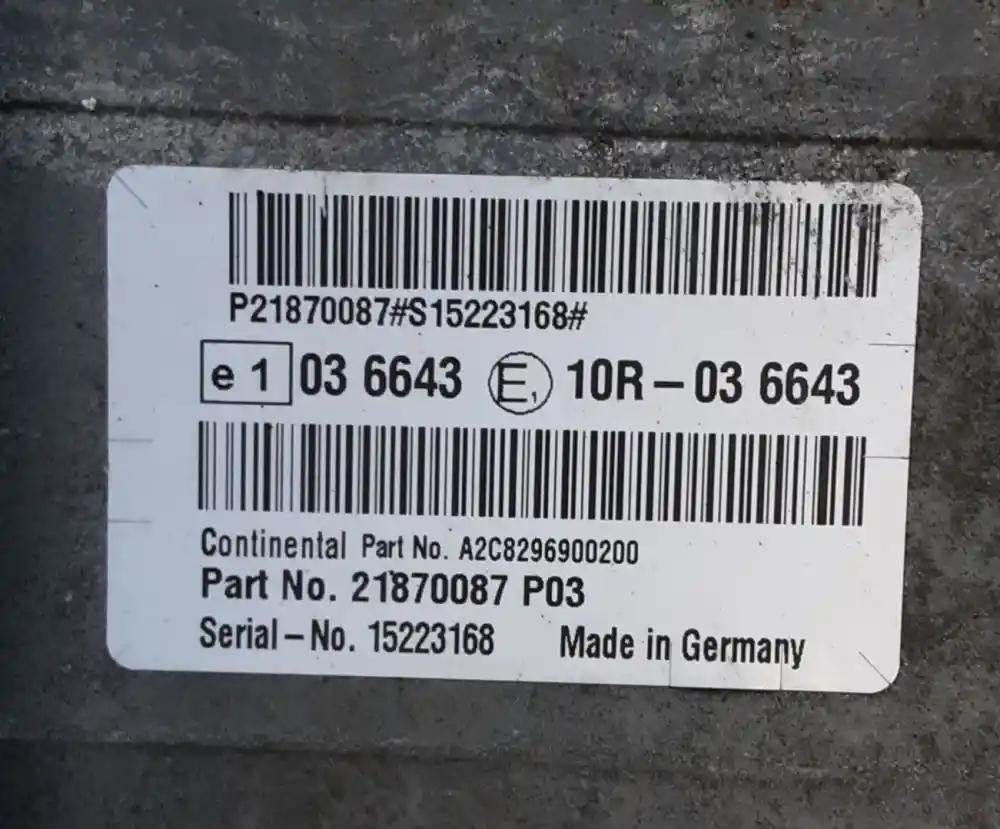 P21870087#S15223168#
e 1 03 6643 E1 10R – 03 6643
Continental Part No. A2C8296900200
Part No. 21870087 P03
Serial – No. 15223168 Made in Germany